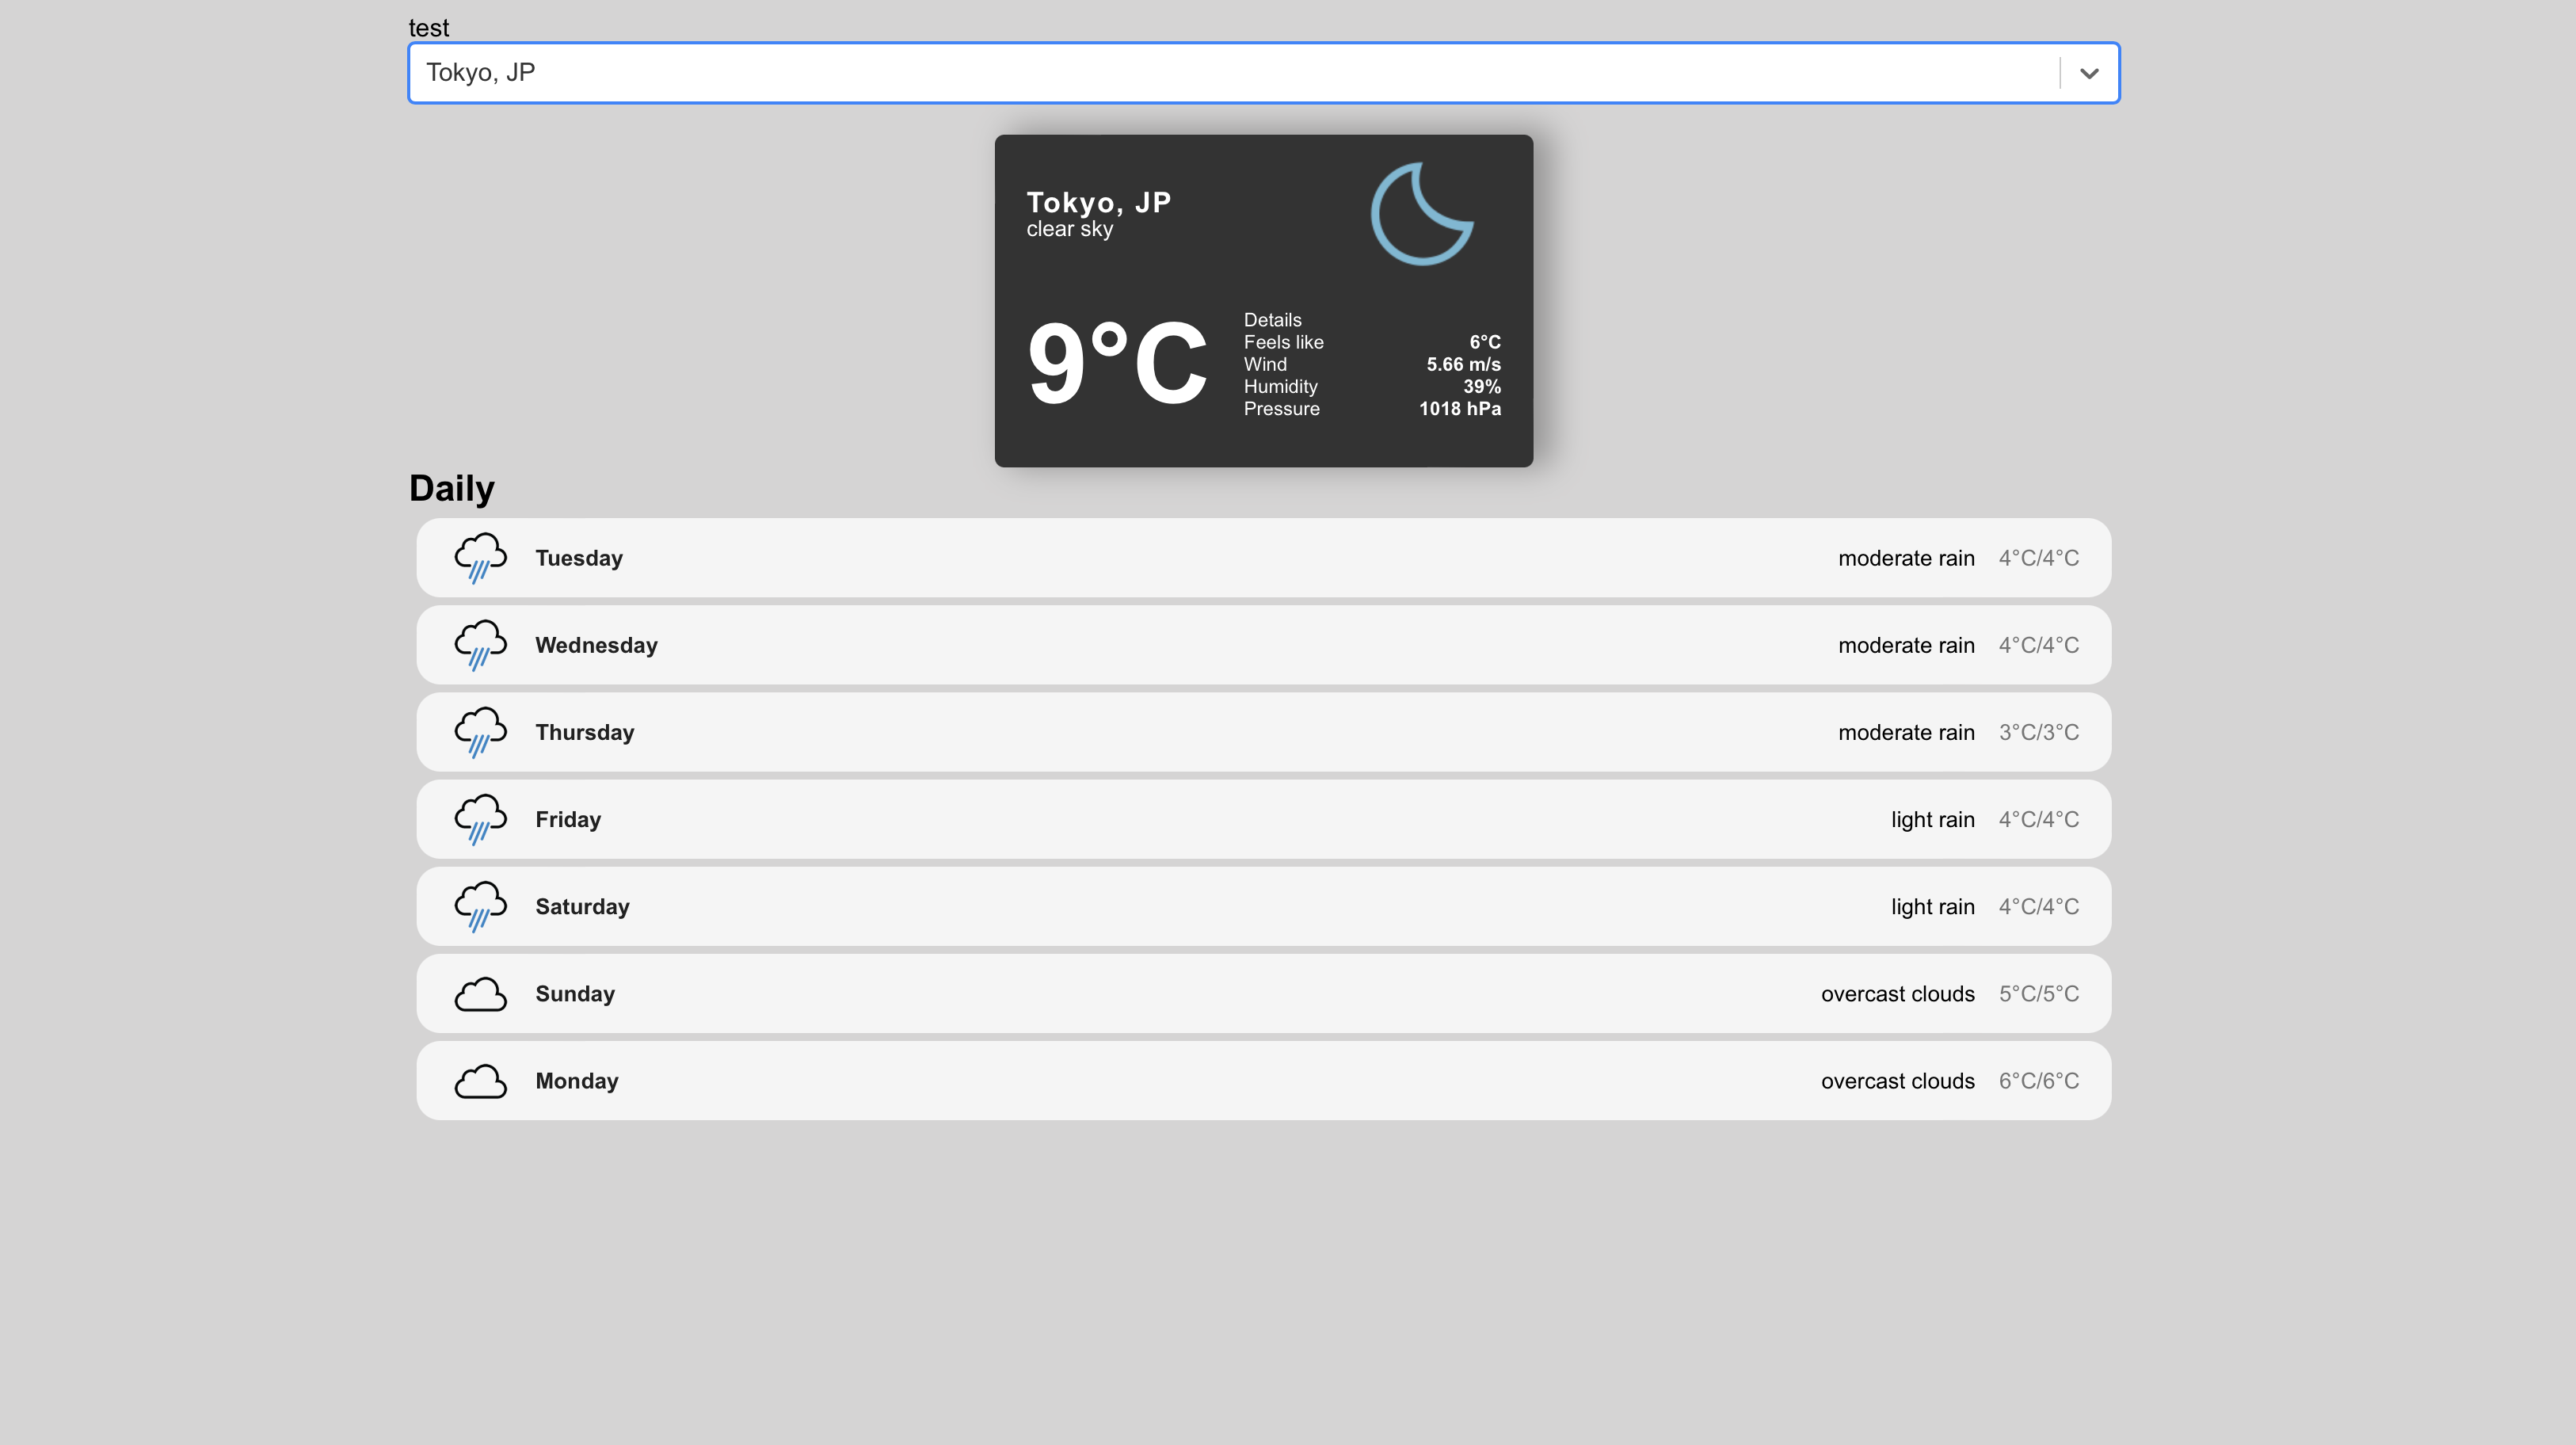 test
Tokyo, JP
Tokyo, JP
clear sky
9°C
Details
Feels like 6°C
Wind 5.66 m/s
Humidity 39%
Pressure 1018 hPa
Daily
Tuesday moderate rain 4°C/4°C
Wednesday moderate rain 4°C/4°C
Thursday moderate rain 3°C/3°C
Friday light rain 4°C/4°C
Saturday light rain 4°C/4°C
Sunday overcast clouds 5°C/5°C
Monday overcast clouds 6°C/6°C